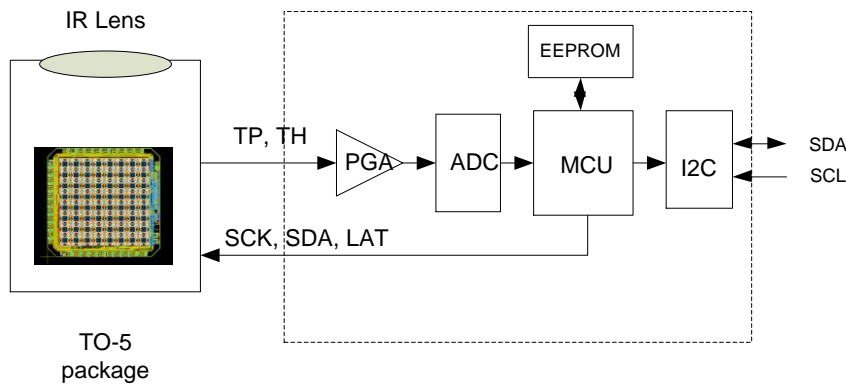 IR Lens
EEPROM
TP, TH
PGA
ADC
MCU
I2C
SDA
SCL
SCK, SDA, LAT
TO-5
package